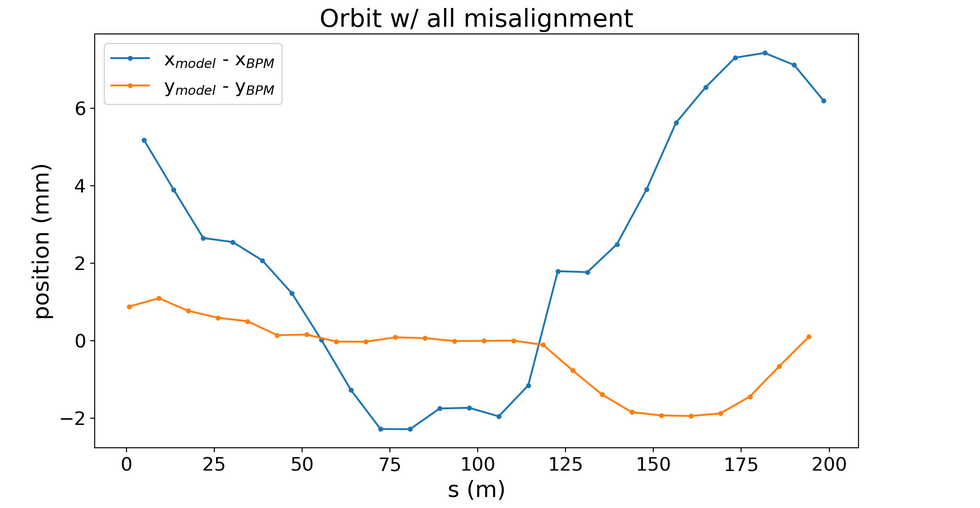 Orbit w/ all misalignment
x_model - x_BPM
y_model - y_BPM
position (mm)
6
4
2
0
−2
0 25 50 75 100 125 150 175 200
s (m)